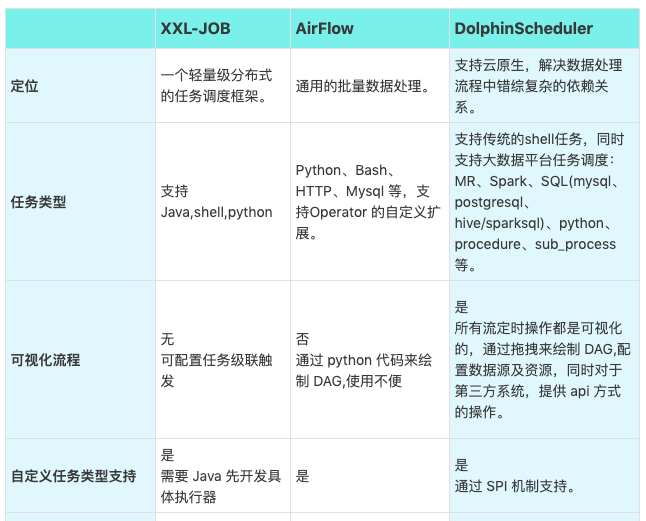 XXL-JOB
AirFlow
DolphinScheduler
定位
一个轻量级分布式
的任务调度框架。
通用的批量数据处理。
支持云原生，解决数据处理
流程中错综复杂的依赖关
系。
任务类型
支持
Java,shell,python
Python、Bash、
HTTP、Mysql 等，支
持Operator 的自定义扩
展。
支持传统的shell任务，同时
支持大数据平台任务调度：
MR、Spark、SQL(mysql、
postgresql、
hive/sparksql)、python、
procedure、sub_process
等。
可视化流程
无
可配置任务级联触
发
否
通过 python 代码来绘
制 DAG,使用不便
是
所有流定时操作都是可视化
的，通过拖拽来绘制 DAG,配
置数据源及资源，同时对于
第三方系统，提供 api 方式
的操作。
自定义任务类型支持
是
需要 Java 先开发具
体执行器
是
是
通过 SPI 机制支持。